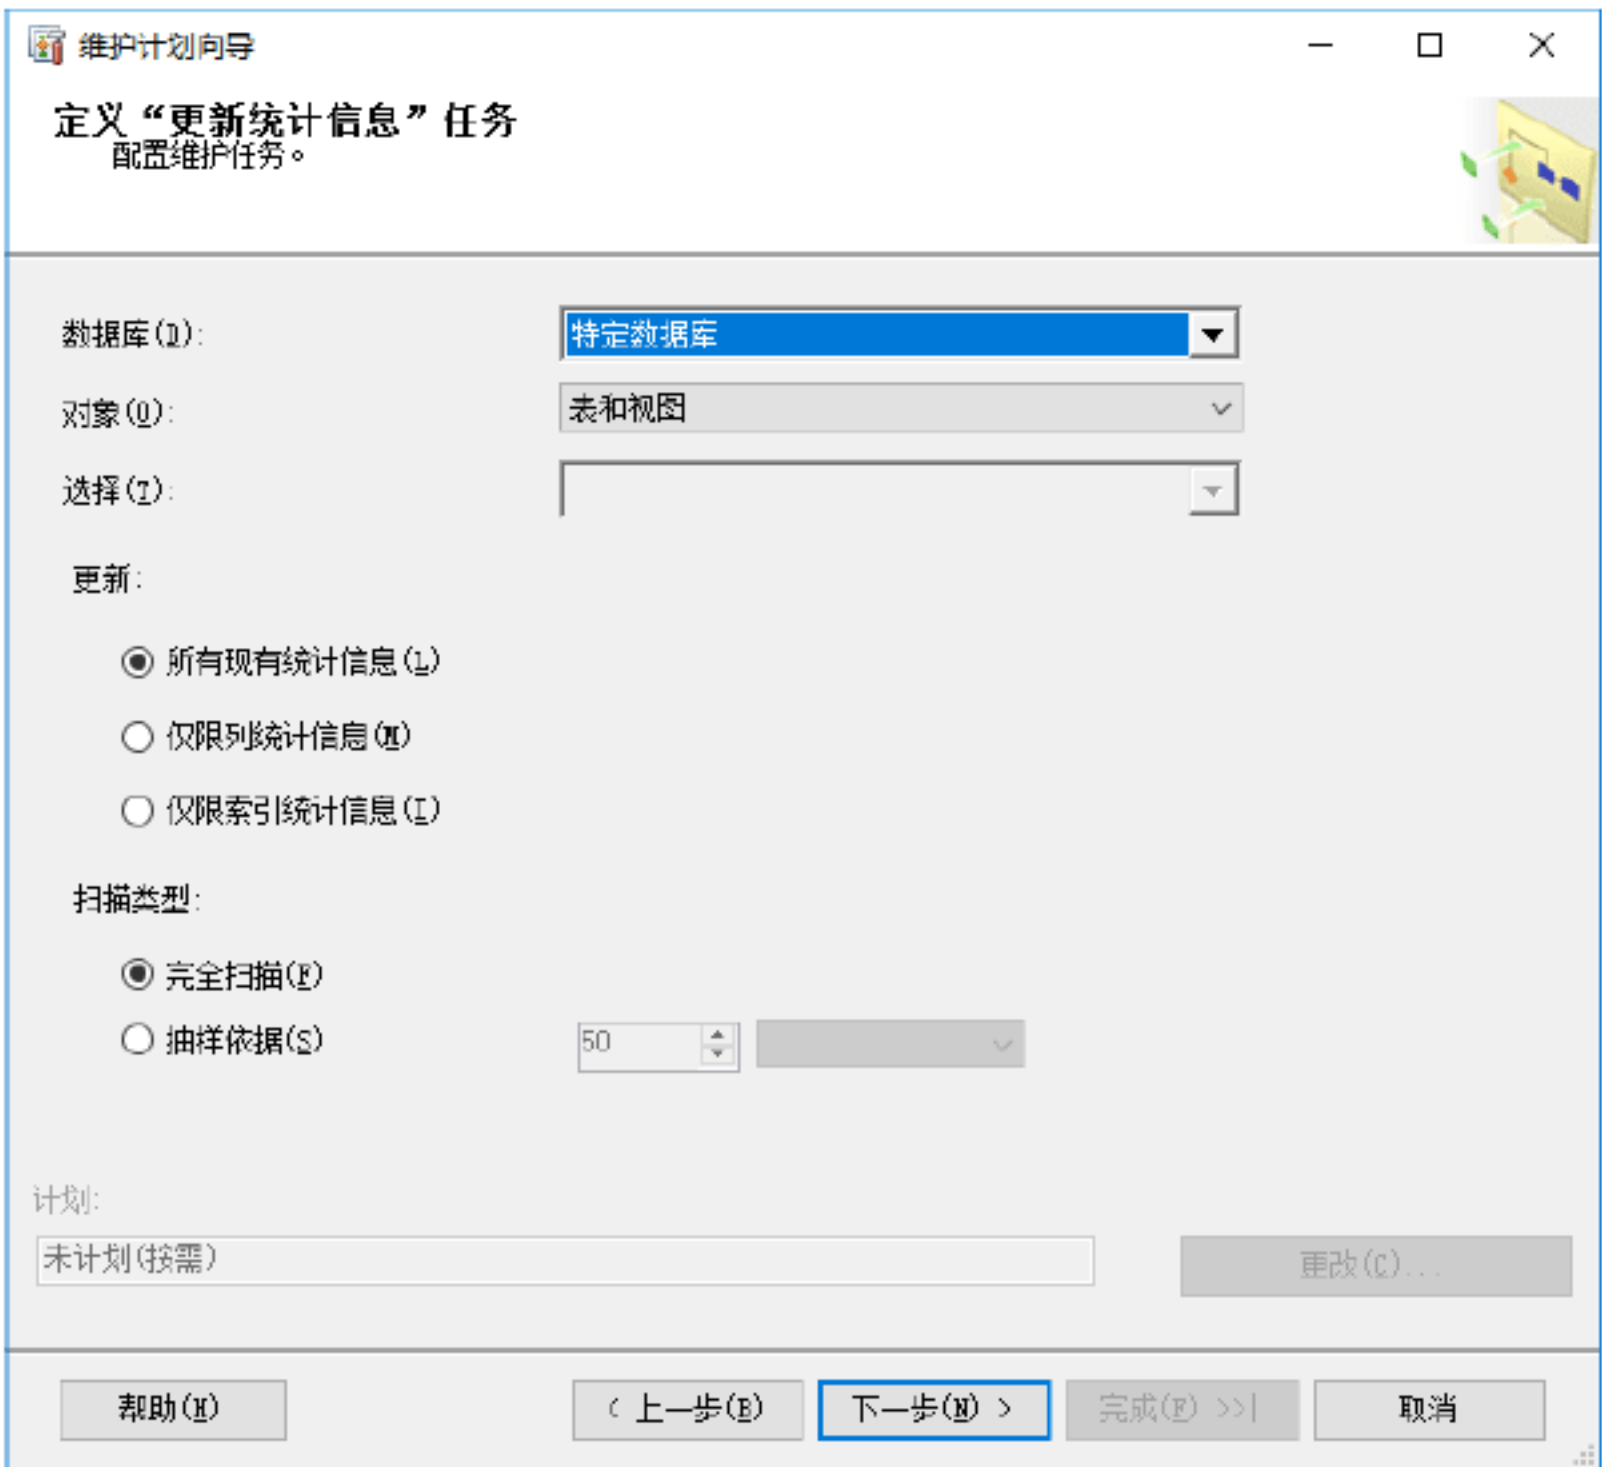 维护计划向导
定义“更新统计信息”任务
配置维护任务。
数据库(D): 特定数据库
对象(O): 表和视图
选择(T):
更新:
所有现有统计信息(L)
仅限列统计信息(M)
仅限索引统计信息(I)
扫描类型:
完全扫描(F)
抽样依据(S) 50
计划:
未计划(按需) 更改(C)...
帮助(H) < 上一步(B) 下一步(N) > 完成(F) >>| 取消